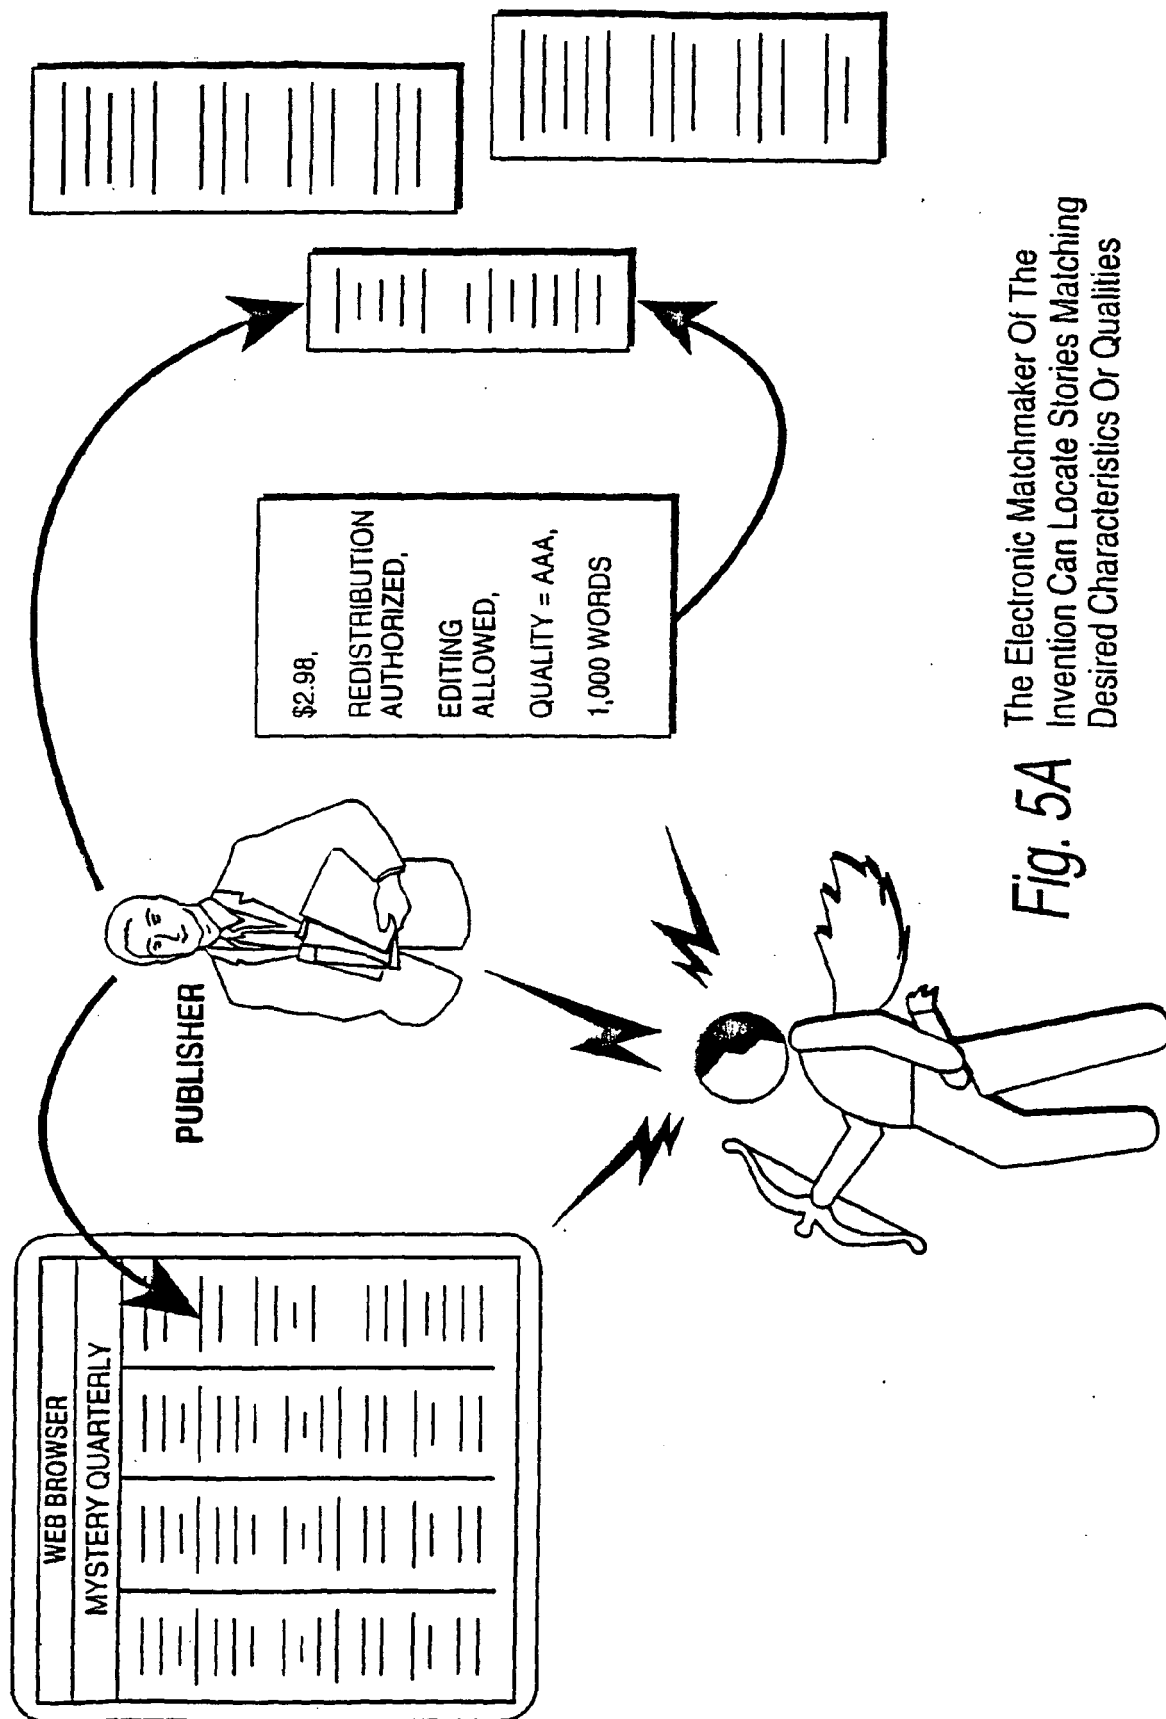 WEB BROWSER
MYSTERY QUARTERLY
PUBLISHER
$2.98,
REDISTRIBUTION
AUTHORIZED,
EDITING
ALLOWED,
QUALITY = AAA,
1,000 WORDS
Fig. 5A The Electronic Matchmaker Of The
Invention Can Locate Stories Matching
Desired Characteristics Or Qualities